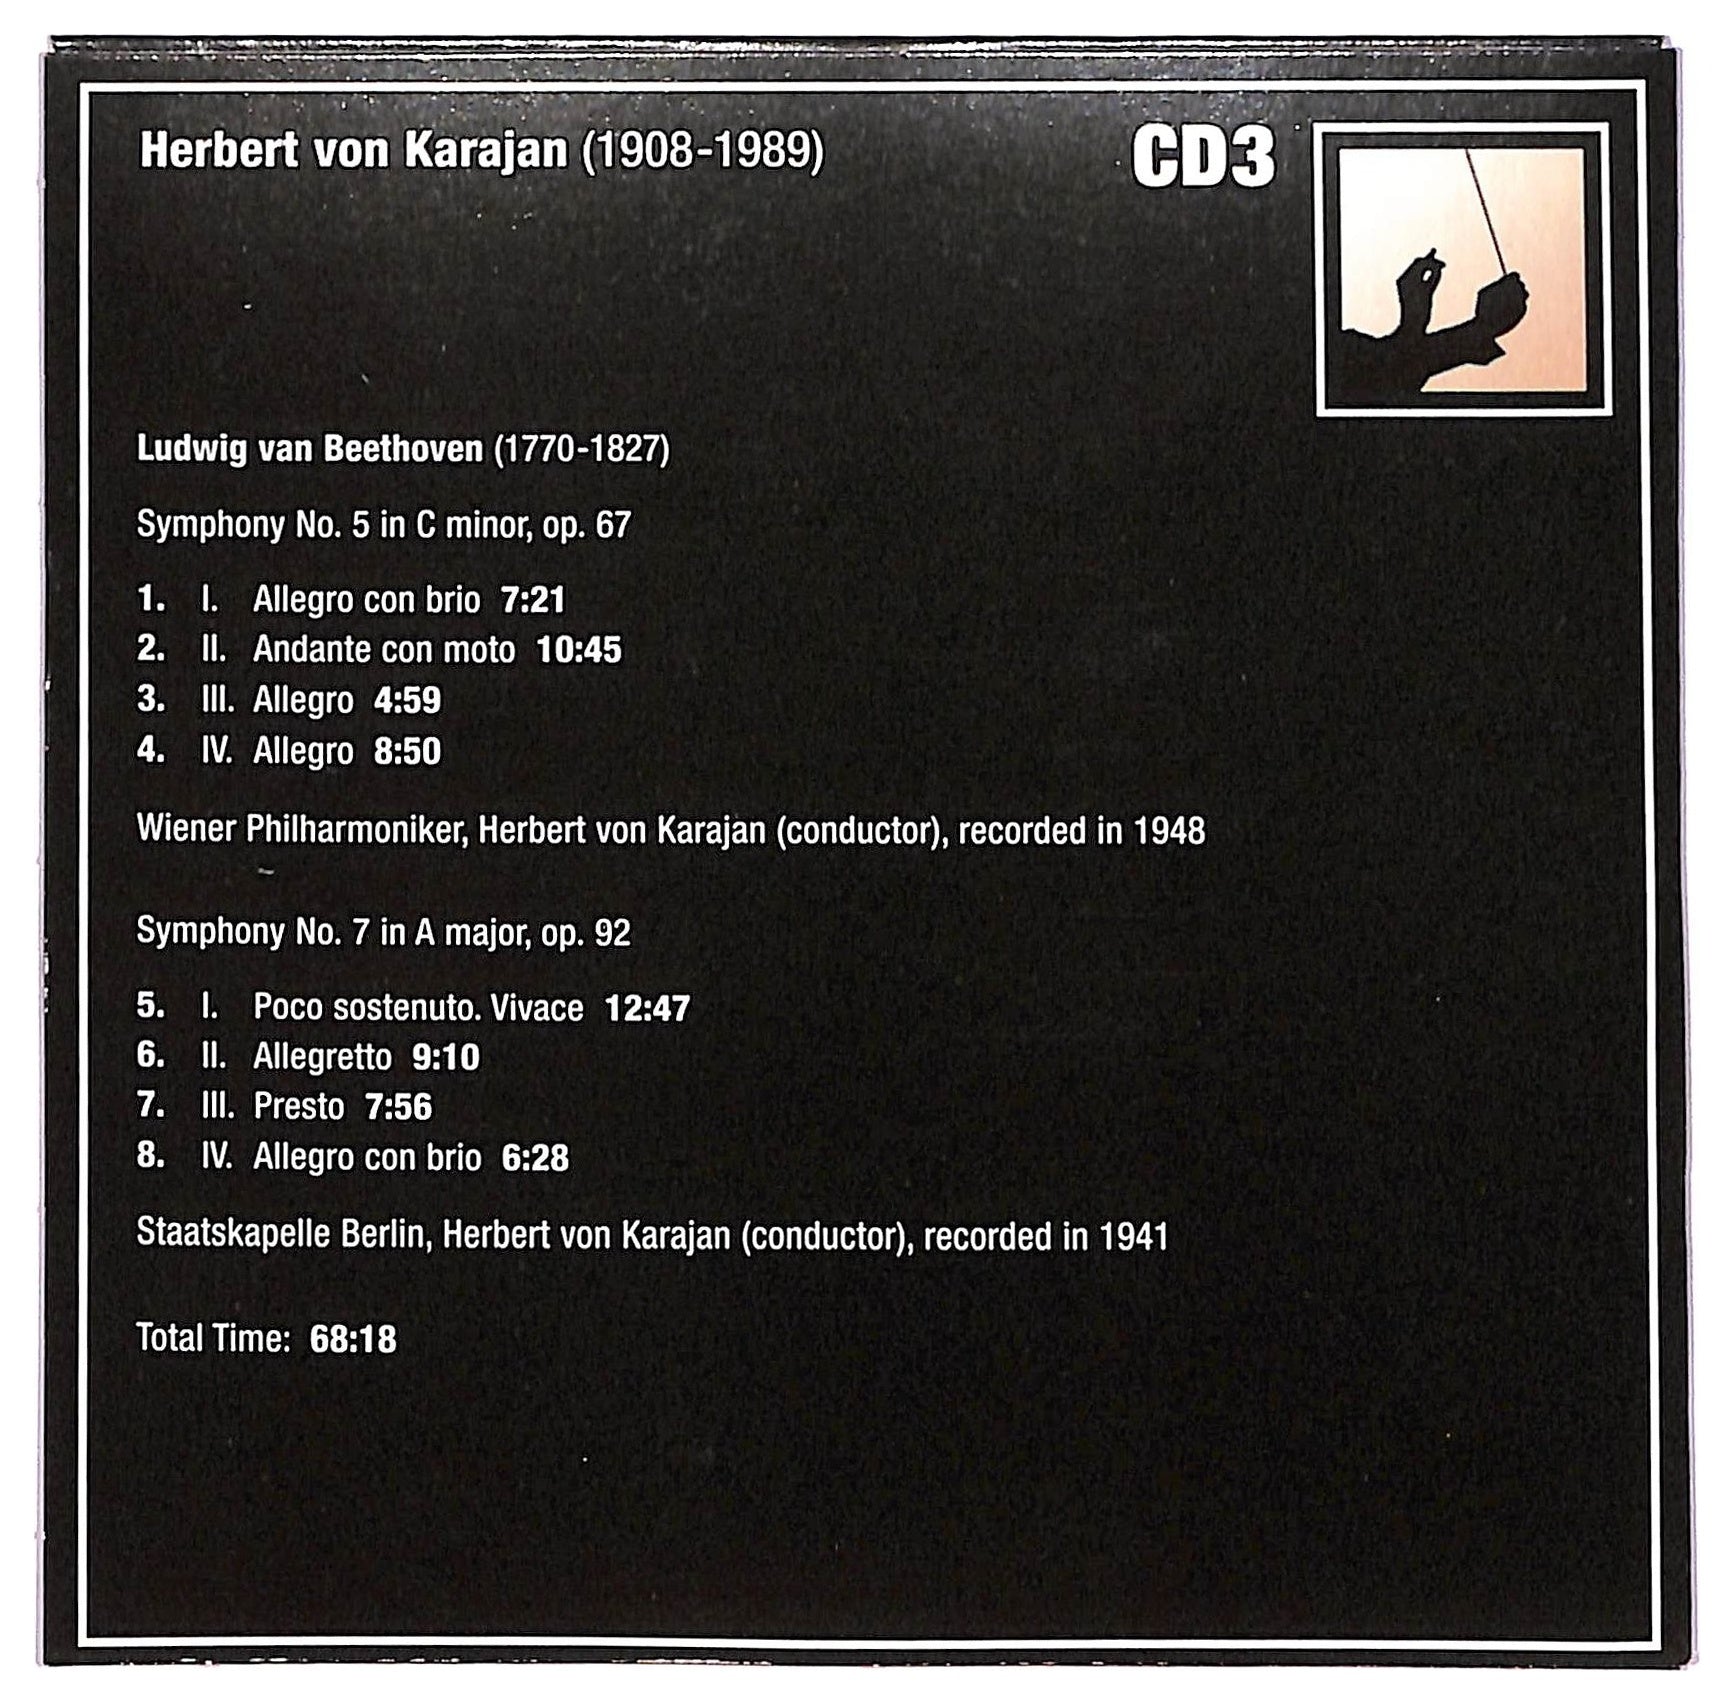 Herbert von Karajan (1908-1989)
CD3
Ludwig van Beethoven (1770-1827)
Symphony No. 5 in C minor, op. 67
1. I. Allegro con brio 7:21
2. II. Andante con moto 10:45
3. III. Allegro 4:59
4. IV. Allegro 8:50
Wiener Philharmoniker, Herbert von Karajan (conductor), recorded in 1948
Symphony No. 7 in A major, op. 92
5. I. Poco sostenuto. Vivace 12:47
6. II. Allegretto 9:10
7. III. Presto 7:56
8. IV. Allegro con brio 6:28
Staatskapelle Berlin, Herbert von Karajan (conductor), recorded in 1941
Total Time: 68:18